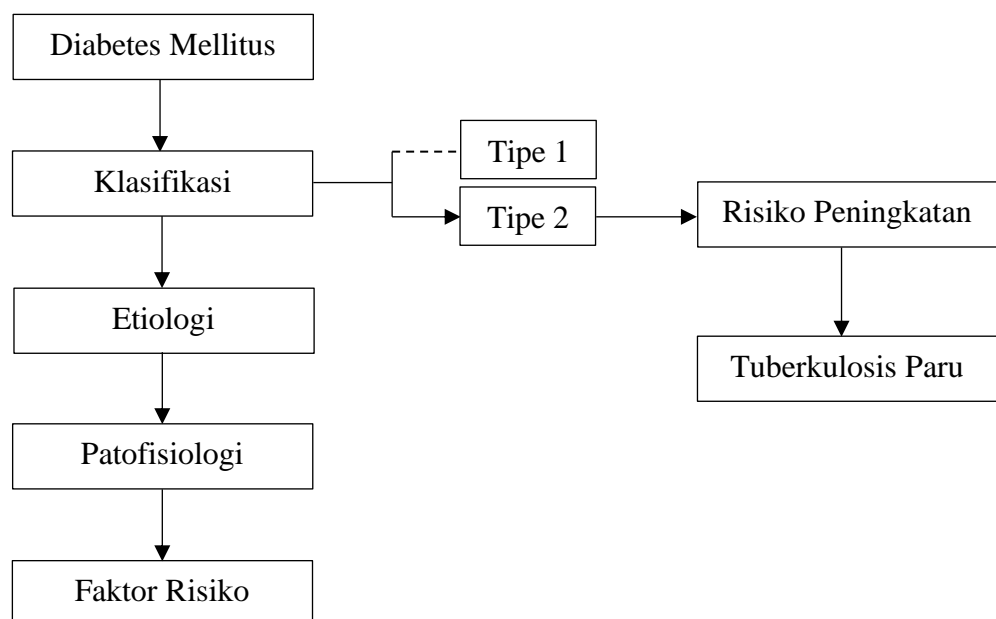 Diabetes Mellitus
Klasifikasi
Tipe 1
Tipe 2
Risiko Peningkatan
Etiologi
Tuberkulosis Paru
Patofisiologi
Faktor Risiko